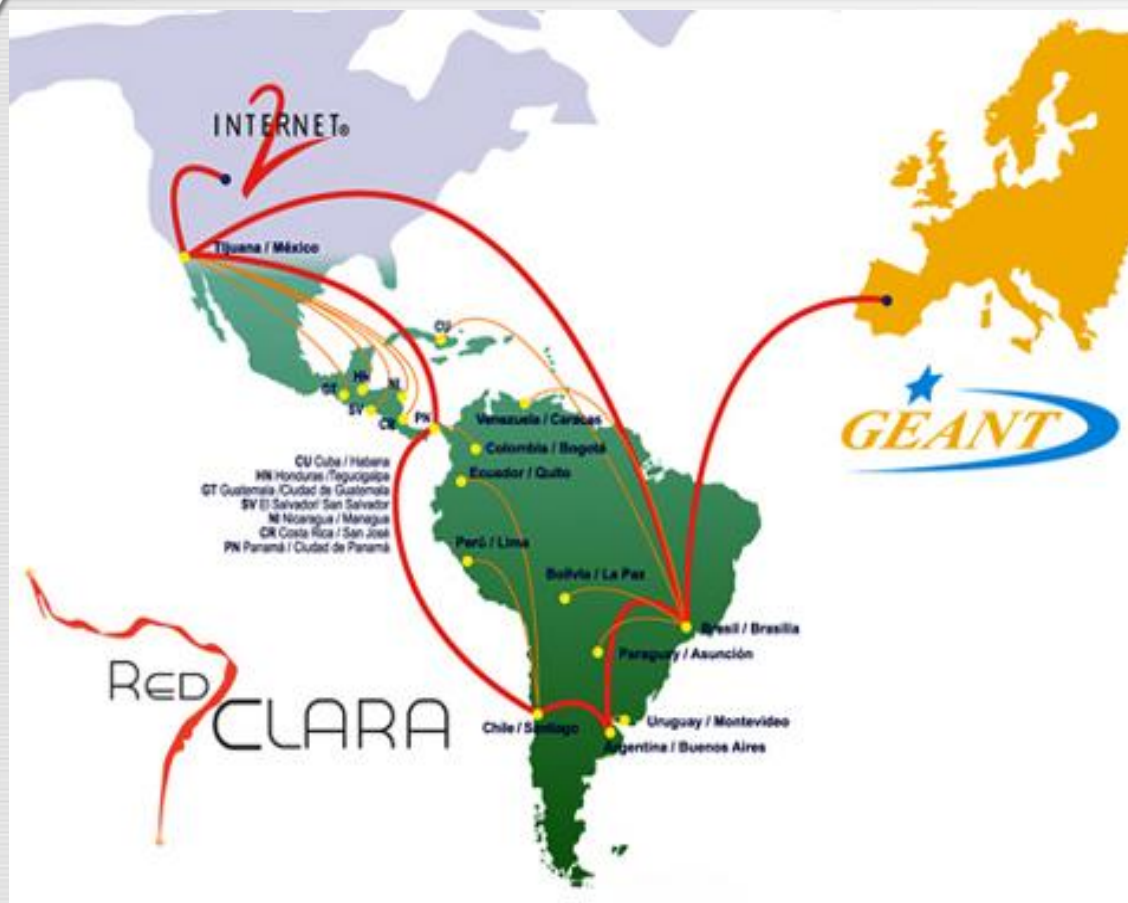 INTERNET®
2
Tijuana / México
CU
HN
GT
NI
SV
CR
PN
Venezuela / Caracas
Colombia / Bogotá
Ecuador / Quito
CU Cuba / Habana
HN Honduras /Tegucigalpa
GT Guatemala /Ciudad de Guatemala
SV El Salvador/ San Salvador
NI Nicaragua / Managua
CR Costa Rica / San José
PN Panamá / Ciudad de Panamá
Perú / Lima
Bolivia / La Paz
Brasil / Brasilia
Paraguay / Asunción
Chile / Santiago
Uruguay / Montevideo
Argentina / Buenos Aires
GEANT
RED
CLARA